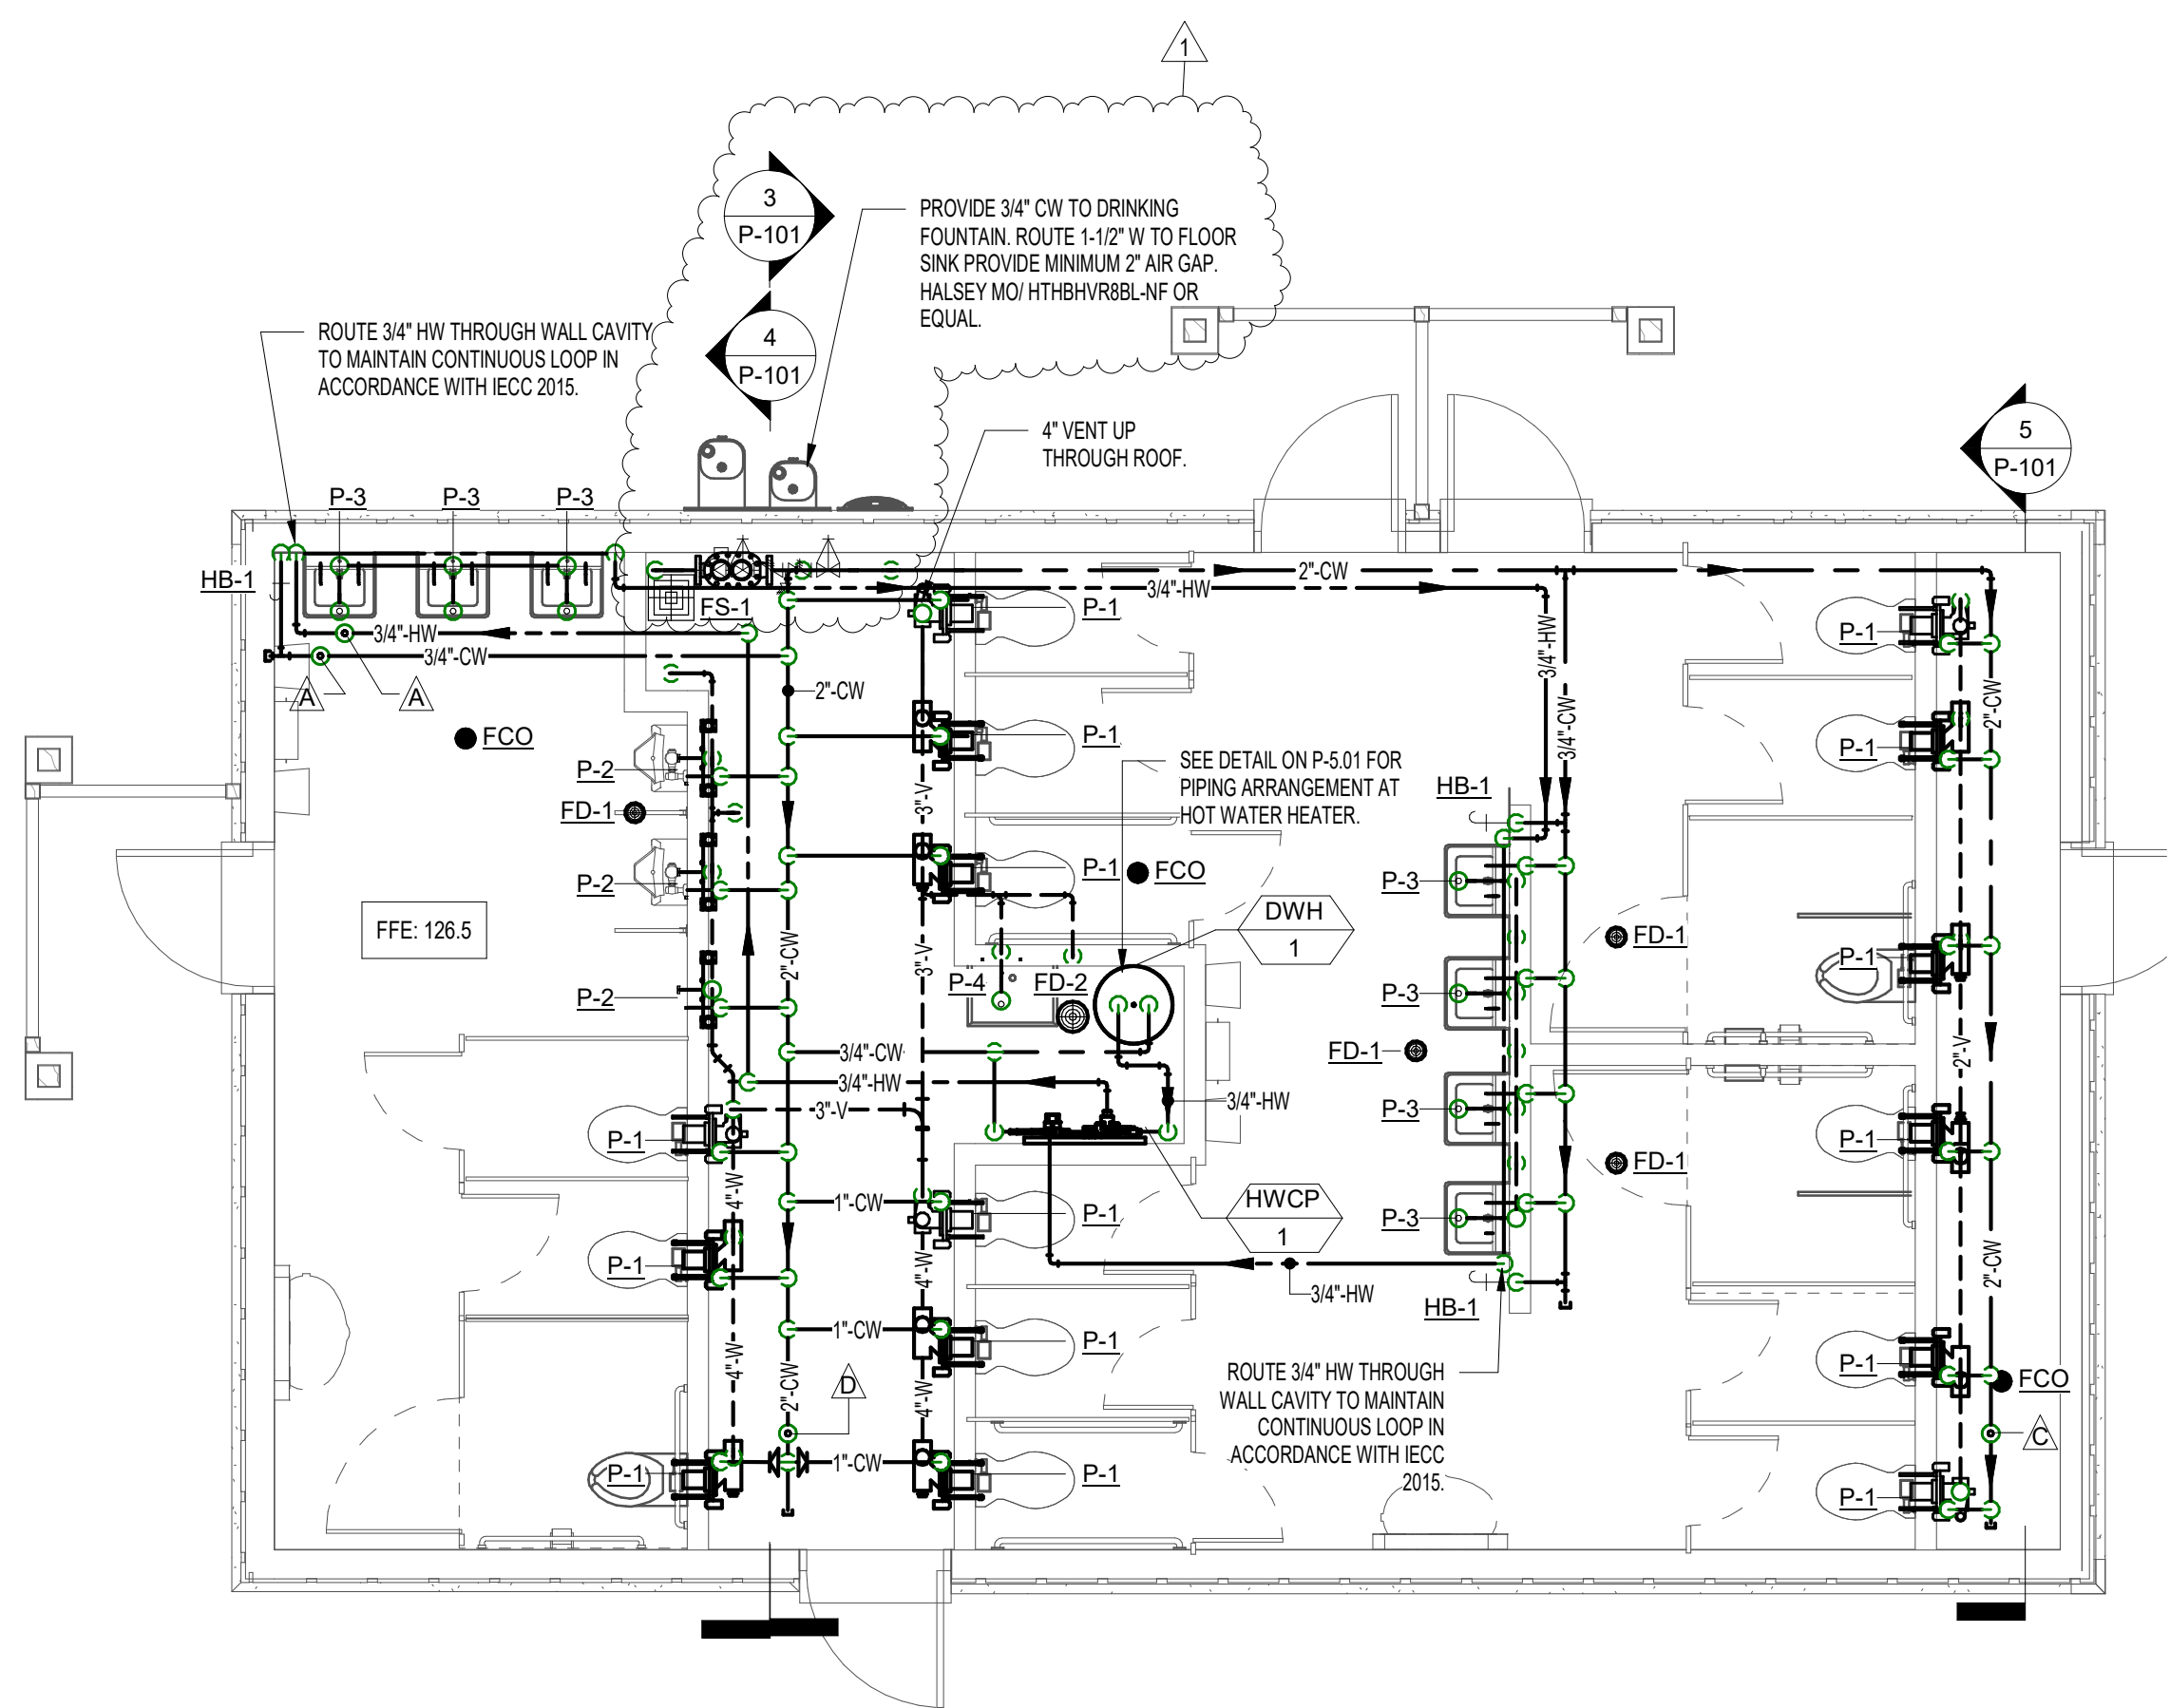 1
3
P-101
PROVIDE 3/4" CW TO DRINKING
FOUNTAIN. ROUTE 1-1/2" W TO FLOOR
SINK PROVIDE MINIMUM 2" AIR GAP.
HALSEY MO/ HTHBHVR8BL-NF OR
EQUAL.
ROUTE 3/4" HW THROUGH WALL CAVITY
TO MAINTAIN CONTINUOUS LOOP IN
ACCORDANCE WITH IECC 2015.
4
P-101
4" VENT UP
THROUGH ROOF.
5
P-101
P-3
P-3
P-3
HB-1
FS-1
2"-CW
3/4"-HW
P-1
P-1
3/4"-HW
3/4"-CW
A
A
2"-CW
3/4"-HW
3/4"-CW
2"-CW
FCO
P-1
P-1
P-2
SEE DETAIL ON P-5.01 FOR
PIPING ARRANGEMENT AT
HOT WATER HEATER.
HB-1
FD-1
3"-V
P-2
P-1
FCO
P-3
FFE: 126.5
DWH
1
FD-1
2"-CW
3"-V
P-1
P-4
FD-2
P-2
P-3
3/4"-CW
FD-1
2"-V
3/4"-HW
3/4"-HW
3"-V
P-3
P-1
P-1
FD-1
4"-W
1"-CW
P-1
HWCP
1
P-3
P-1
4"-W
2"-CW
3/4"-HW
HB-1
1"-CW
P-1
4"-W
P-1
FCO
ROUTE 3/4" HW THROUGH
WALL CAVITY TO MAINTAIN
CONTINUOUS LOOP IN
ACCORDANCE WITH IECC
2015.
2"-CW
D
4"-W
C
P-1
1"-CW
P-1
P-1